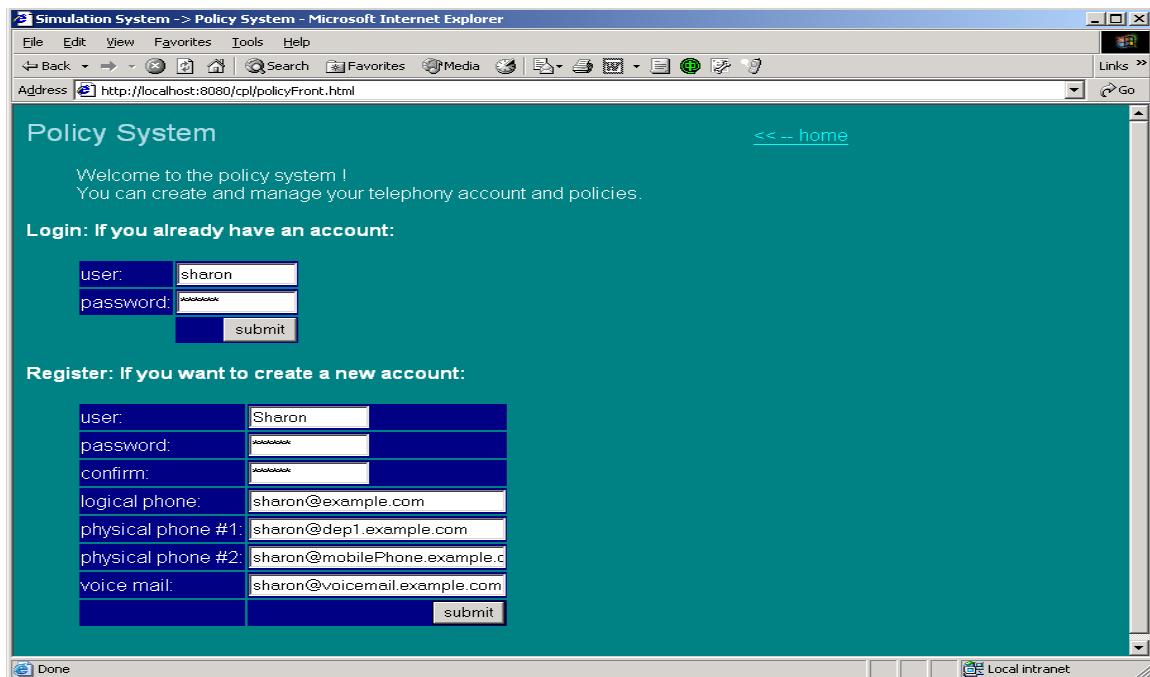 Simulation System -> Policy System - Microsoft Internet Explorer
File Edit View Favorites Tools Help
Back Search Favorites Media Links »
Address http://localhost:8080/cpl/policyFront.html Go
Policy System << -- home
Welcome to the policy system !
You can create and manage your telephony account and policies.
Login: If you already have an account:
user: sharon
password: ******
submit
Register: If you want to create a new account:
user: Sharon
password: ******
confirm: ******
logical phone: sharon@example.com
physical phone #1: sharon@dep1.example.com
physical phone #2: sharon@mobilePhone.example.c
voice mail: sharon@voicemail.example.com
submit
Done Local intranet